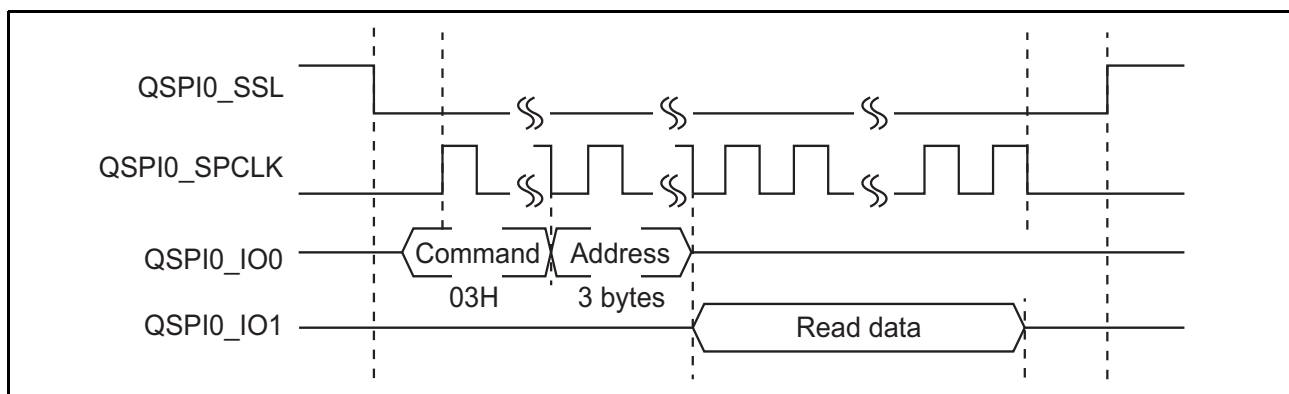 QSPI0_SSL
QSPI0_SPCLK
QSPI0_IO0
Command
Address
03H
3 bytes
QSPI0_IO1
Read data